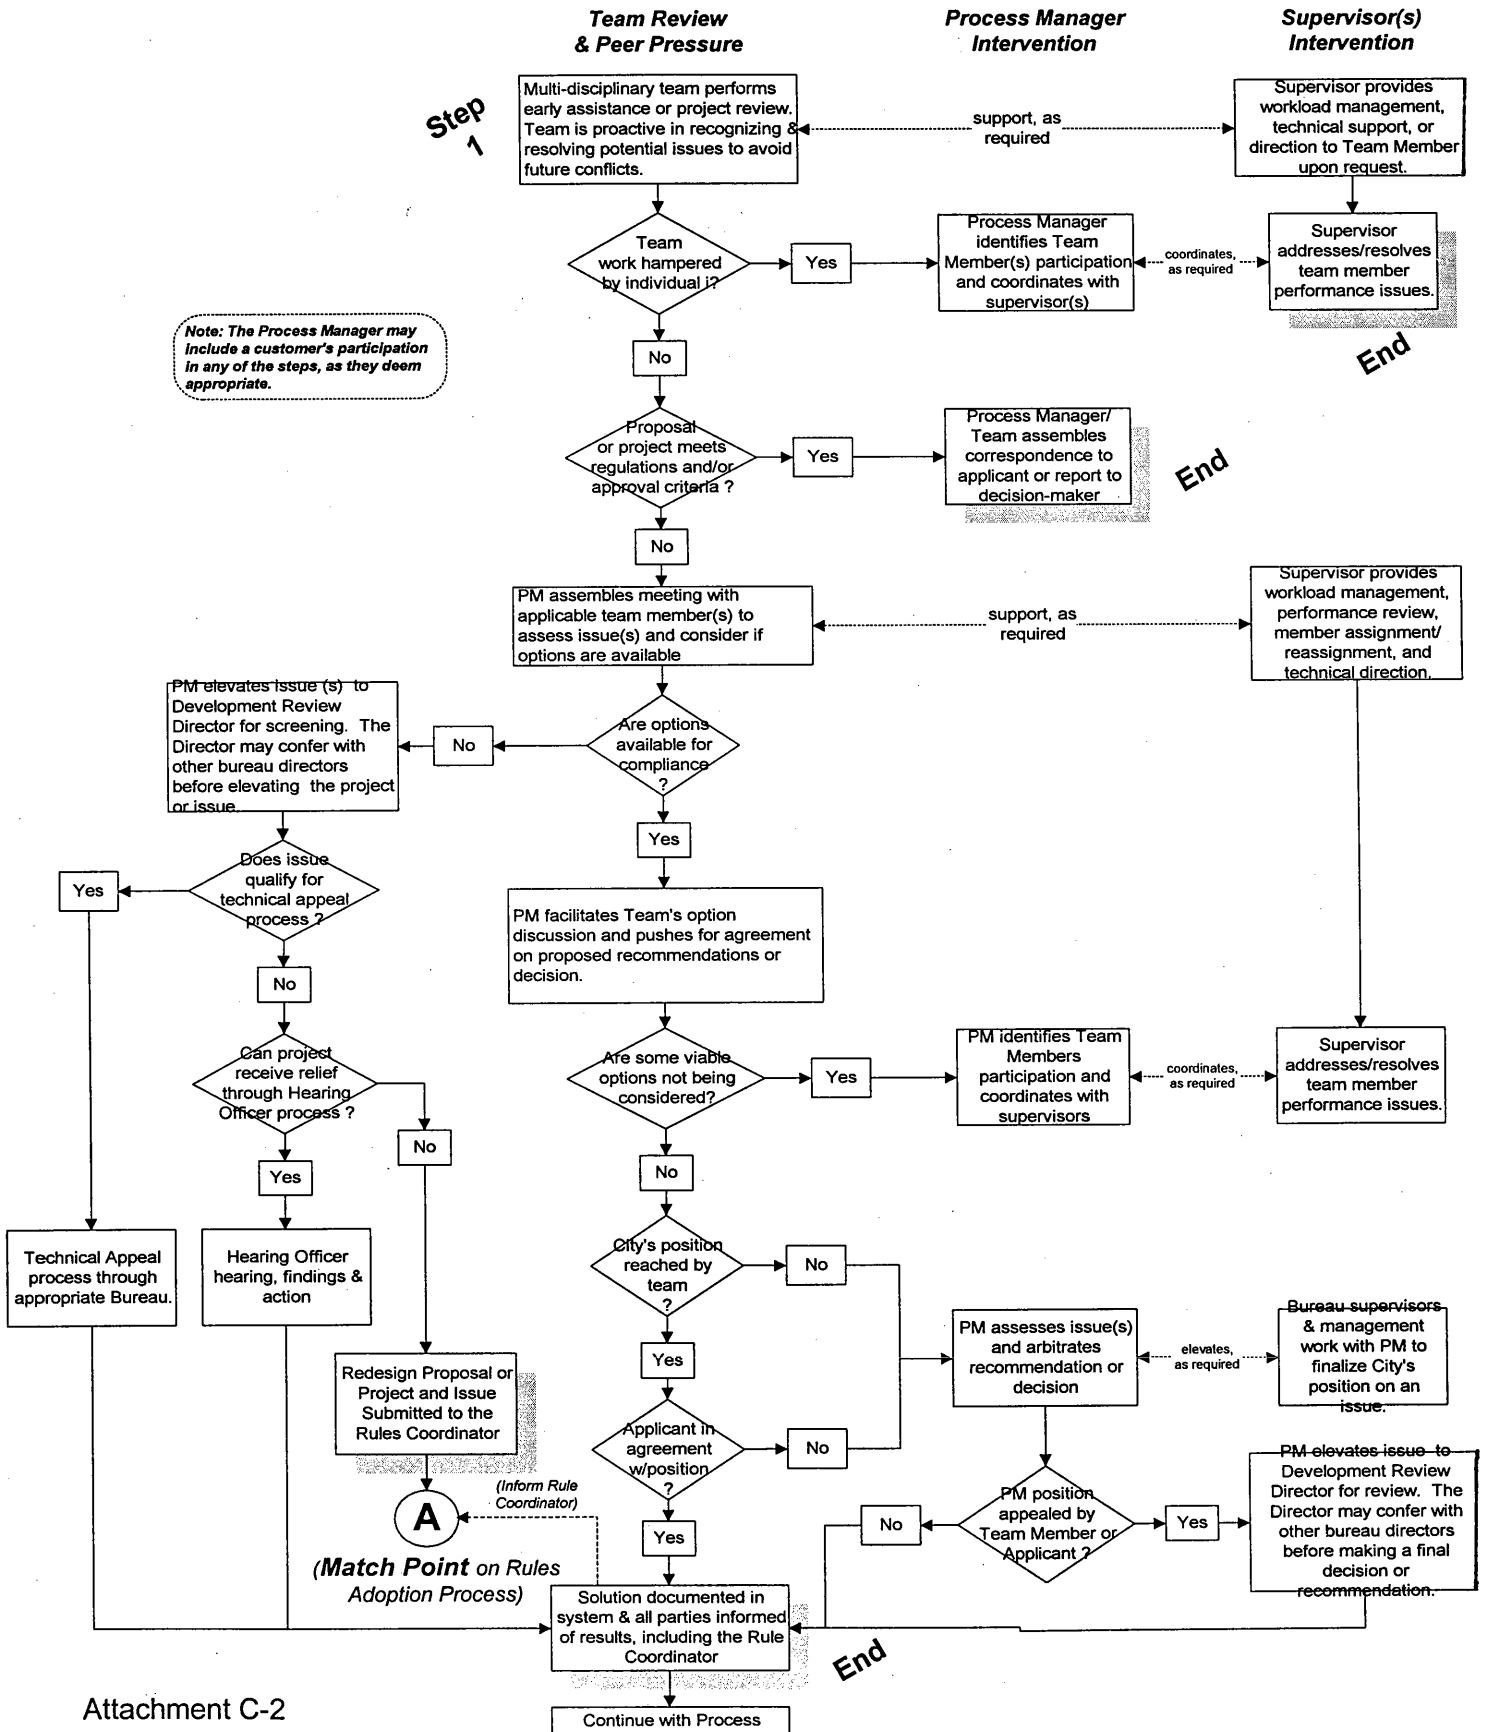 Team Review
& Peer Pressure
Process Manager
Intervention
Supervisor(s)
Intervention
Step
1
Multi-disciplinary team performs
early assistance or project review.
Team is proactive in recognizing &
resolving potential issues to avoid
future conflicts.
support, as
required
Supervisor provides
workload management,
technical support, or
direction to Team Member
upon request.
Team
work hampered
by individual i?
Yes
Process Manager
identifies Team
Member(s) participation
and coordinates with
supervisor(s)
coordinates,
as required
Supervisor
addresses/resolves
team member
performance issues.
End
Note: The Process Manager may
include a customer's participation
in any of the steps, as they deem
appropriate.
No
Proposal
or project meets
regulations and/or
approval criteria ?
Yes
Process Manager/
Team assembles
correspondence to
applicant or report to
decision-maker
End
No
PM assembles meeting with
applicable team member(s) to
assess issue(s) and consider if
options are available
support, as
required
Supervisor provides
workload management,
performance review,
member assignment/
reassignment, and
technical direction.
PM elevates issue (s) to
Development Review
Director for screening. The
Director may confer with
other bureau directors
before elevating the project
or issue
No
Are options
available for
compliance
?
Yes
Does issue
qualify for
technical appeal
process ?
Yes
No
PM facilitates Team's option
discussion and pushes for agreement
on proposed recommendations or
decision.
Can project
receive relief
through Hearing
Officer process ?
No
Yes
Are some viable
options not being
considered?
Yes
PM identifies Team
Members
participation and
coordinates with
supervisors
coordinates,
as required
Supervisor
addresses/resolves
team member
performance issues.
No
Technical Appeal
process through
appropriate Bureau.
Hearing Officer
hearing, findings &
action
City's position
reached by
team
?
No
Yes
PM assesses issue(s)
and arbitrates
recommendation or
decision
elevates,
as required
Bureau supervisors
& management
work with PM to
finalize City's
position on an
issue.
Redesign Proposal or
Project and Issue
Submitted to the
Rules Coordinator
Applicant in
agreement
w/position
?
No
Yes
(Inform Rule
Coordinator)
A
(Match Point on Rules
Adoption Process)
PM position
appealed by
Team Member or
Applicant ?
No
Yes
PM elevates issue to
Development Review
Director for review. The
Director may confer with
other bureau directors
before making a final
decision or
recommendation.
Solution documented in
system & all parties informed
of results, including the Rule
Coordinator
End
Continue with Process
Attachment C-2